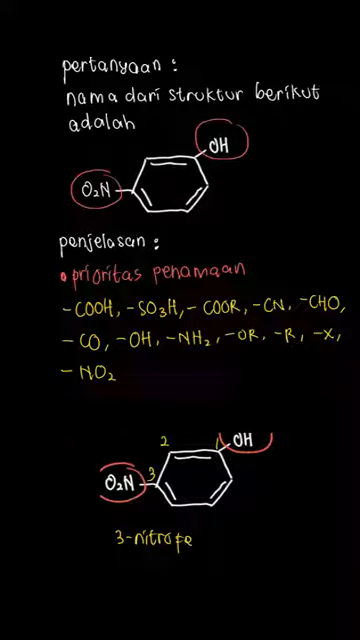 pertanyaan :
nama dari struktur berikut
adalah
OH
O₂N
penjelasan :
• prioritas penamaan
-COOH, -SO₃H, -COOR, -CN, -CHO,
-CO, -OH, -NH₂, -OR, -R, -X,
-NO₂
2 1 OH
O₂N 3
3-nitrofe